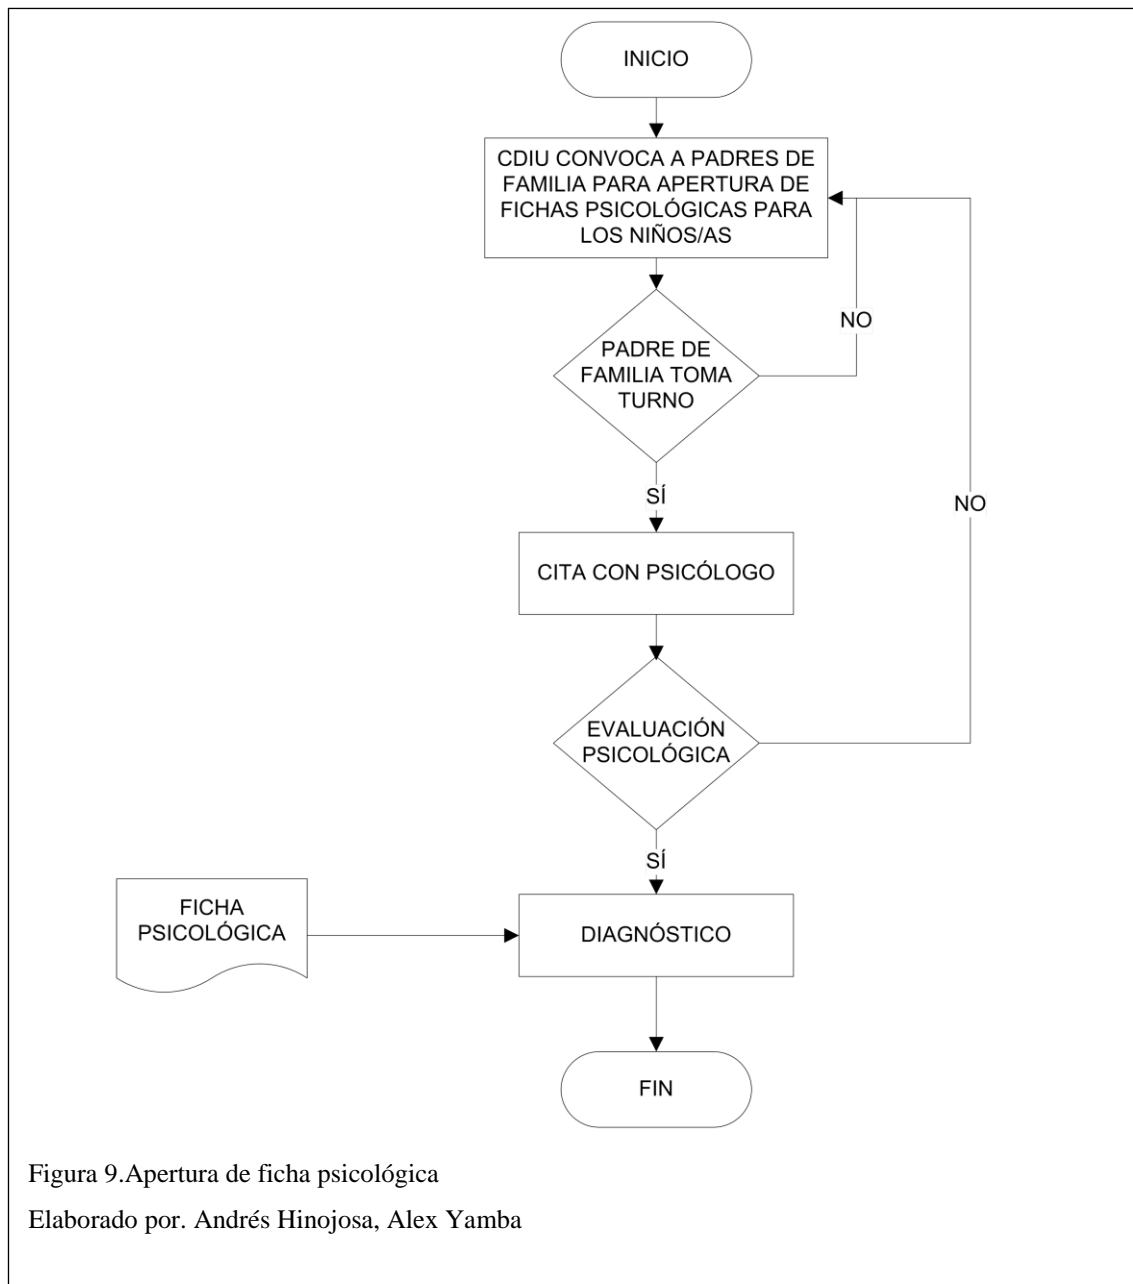 INICIO
CDIU CONVOCA A PADRES DE
FAMILIA PARA APERTURA DE
FICHAS PSICOLÓGICAS PARA
LOS NIÑOS/AS
NO
PADRE DE
FAMILIA TOMA
TURNO
SÍ
NO
CITA CON PSICÓLOGO
EVALUACIÓN
PSICOLÓGICA
SÍ
FICHA
PSICOLÓGICA
DIAGNÓSTICO
FIN
Figura 9.Apertura de ficha psicológica
Elaborado por. Andrés Hinojosa, Alex Yamba